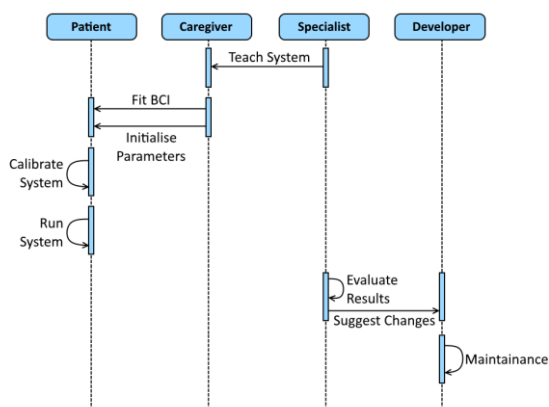 Patient
Caregiver
Specialist
Developer
Teach System
Fit BCI
Initialise
Parameters
Calibrate
System
Run
System
Evaluate
Results
Suggest Changes
Maintainance